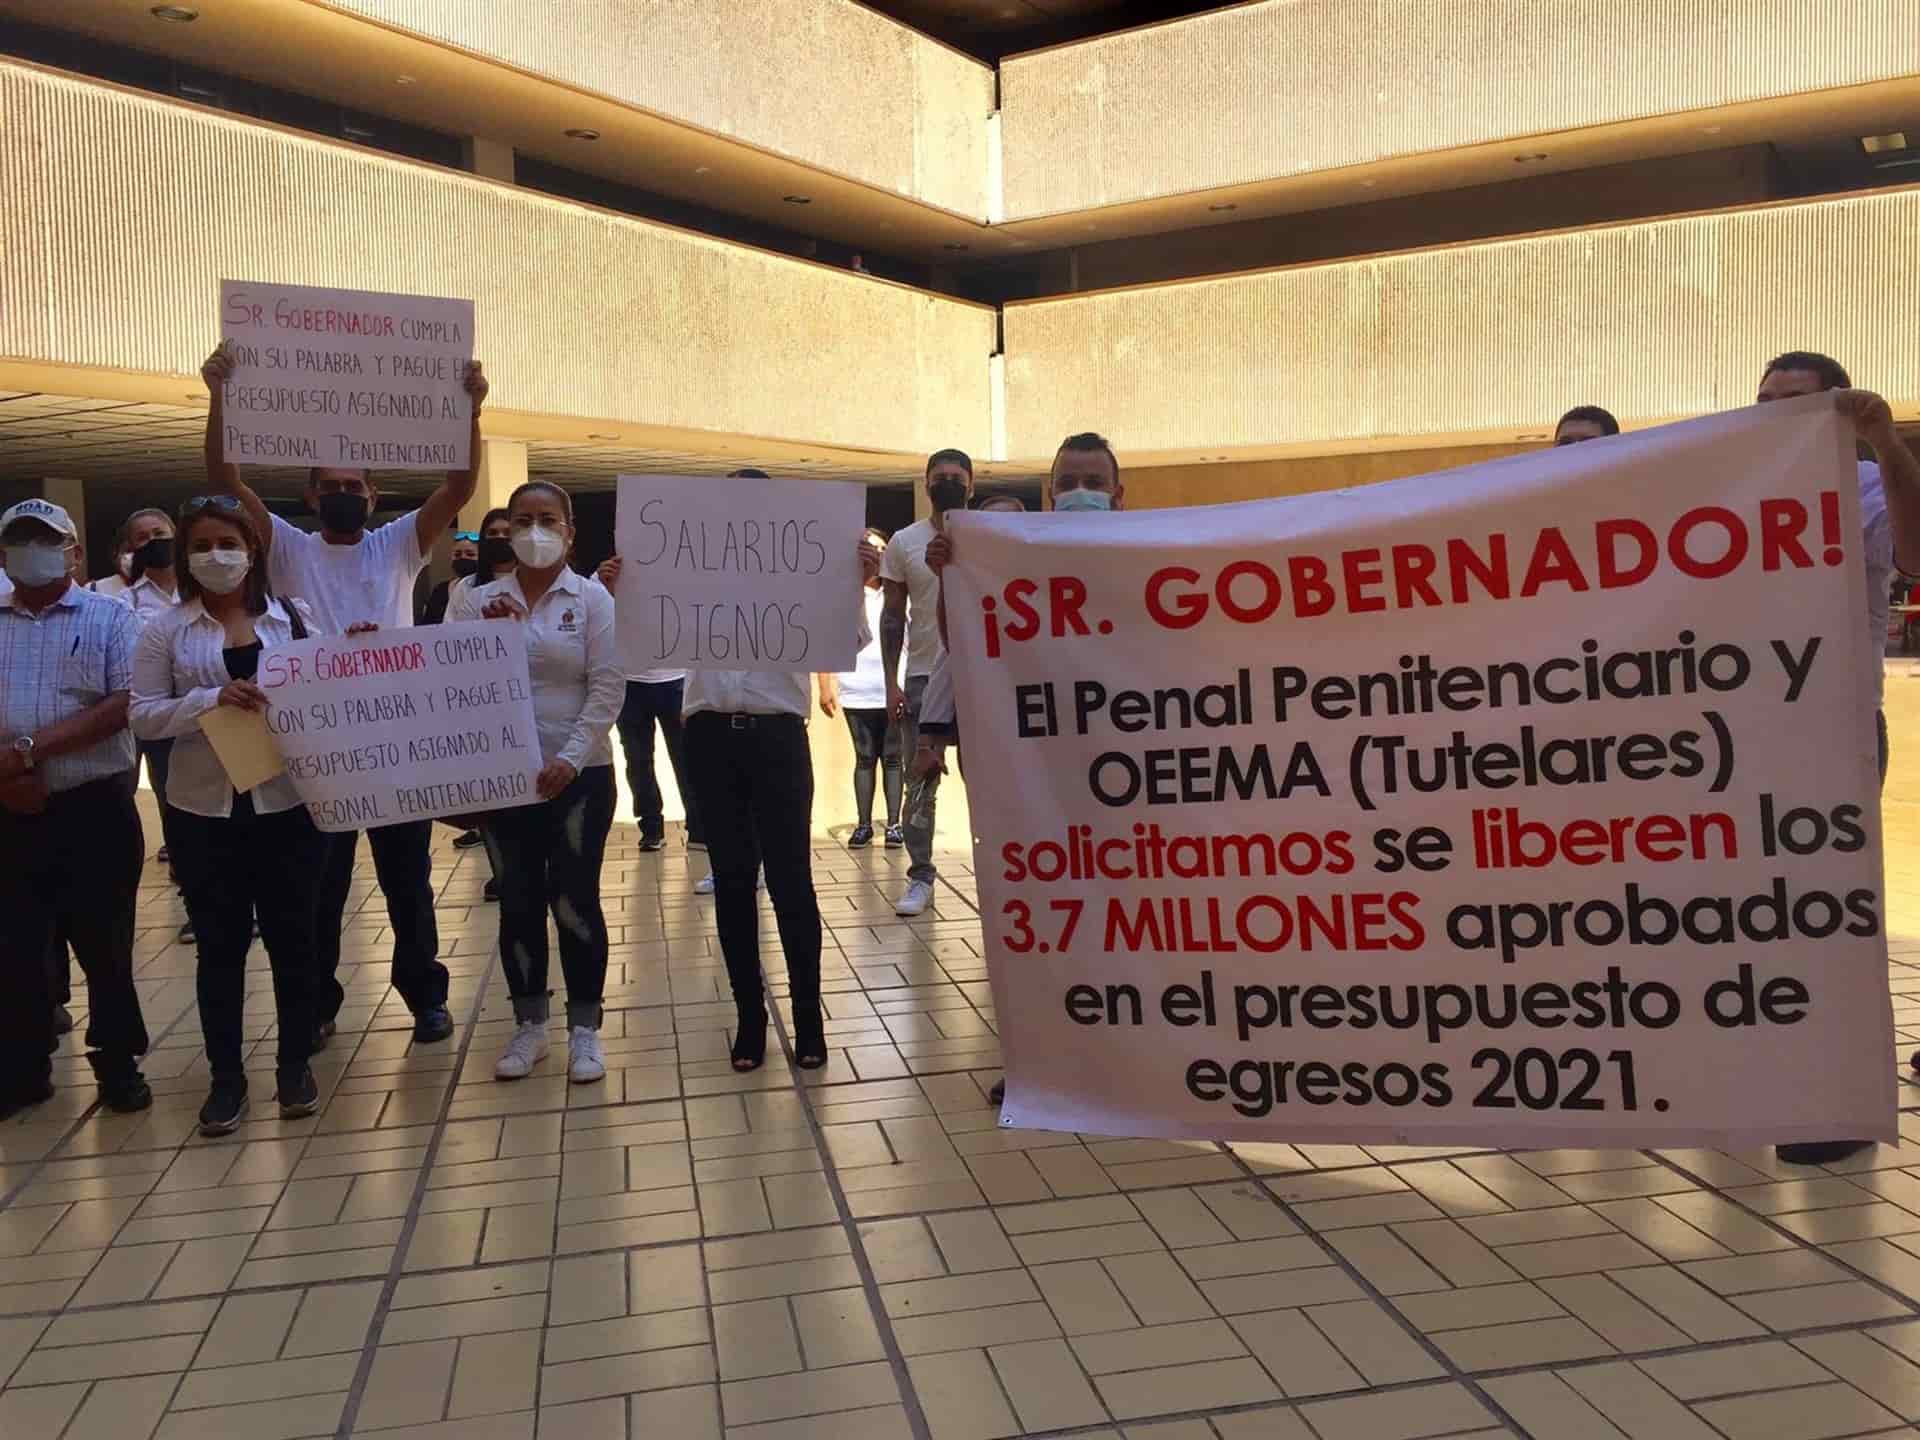 SR. GOBERNADOR CUMPLA
CON SU PALABRA Y PAGUE EL
PRESUPUESTO ASIGNADO AL
PERSONAL PENITENCIARIO
SR. GOBERNADOR CUMPLA
CON SU PALABRA Y PAGUE EL
RESUPUESTO ASIGNADO AL
RSONAL PENITENCIARIO
SALARIOS
DIGNOS
¡SR. GOBERNADOR!
El Penal Penitenciario y
OEEMA (Tutelares)
solicitamos se liberen los
3.7 MILLONES aprobados
en el presupuesto de
egresos 2021.